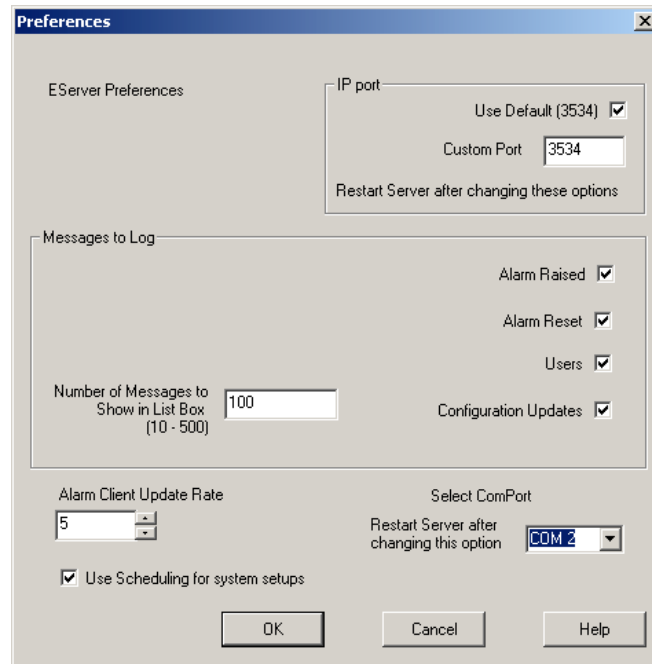 Preferences
EServer Preferences
IP port
Use Default (3534)
Custom Port 3534
Restart Server after changing these options
Messages to Log
Alarm Raised
Alarm Reset
Users
Number of Messages to
Show in List Box
(10 - 500)
100
Configuration Updates
Alarm Client Update Rate
5
Select ComPort
Restart Server after
changing this option
COM 2
Use Scheduling for system setups
OK
Cancel
Help